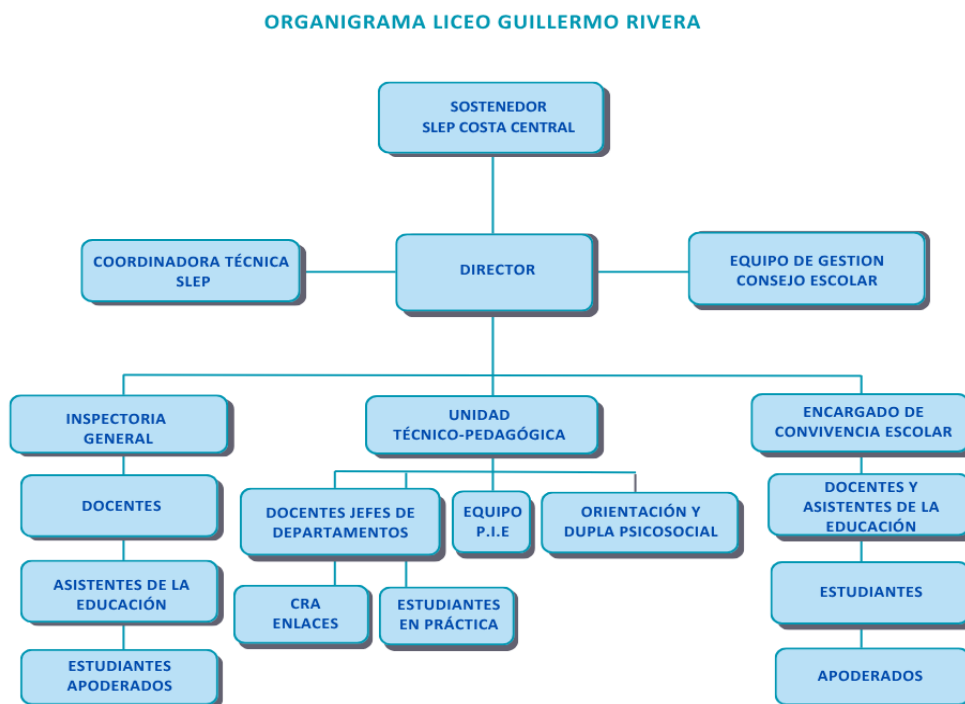 ORGANIGRAMA LICEO GUILLERMO RIVERA
SOSTENEDOR
SLEP COSTA CENTRAL
COORDINADORA TÉCNICA
SLEP
DIRECTOR
EQUIPO DE GESTION
CONSEJO ESCOLAR
INSPECTORIA
GENERAL
UNIDAD
TÉCNICO-PEDAGÓGICA
ENCARGADO DE
CONVIVENCIA ESCOLAR
DOCENTES
DOCENTES JEFES DE
DEPARTAMENTOS
EQUIPO
P.I.E
ORIENTACIÓN Y
DUPLA PSICOSOCIAL
DOCENTES Y
ASISTENTES DE LA
EDUCACIÓN
ASISTENTES DE LA
EDUCACIÓN
CRA
ENLACES
ESTUDIANTES
EN PRÁCTICA
ESTUDIANTES
ESTUDIANTES
APODERADOS
APODERADOS